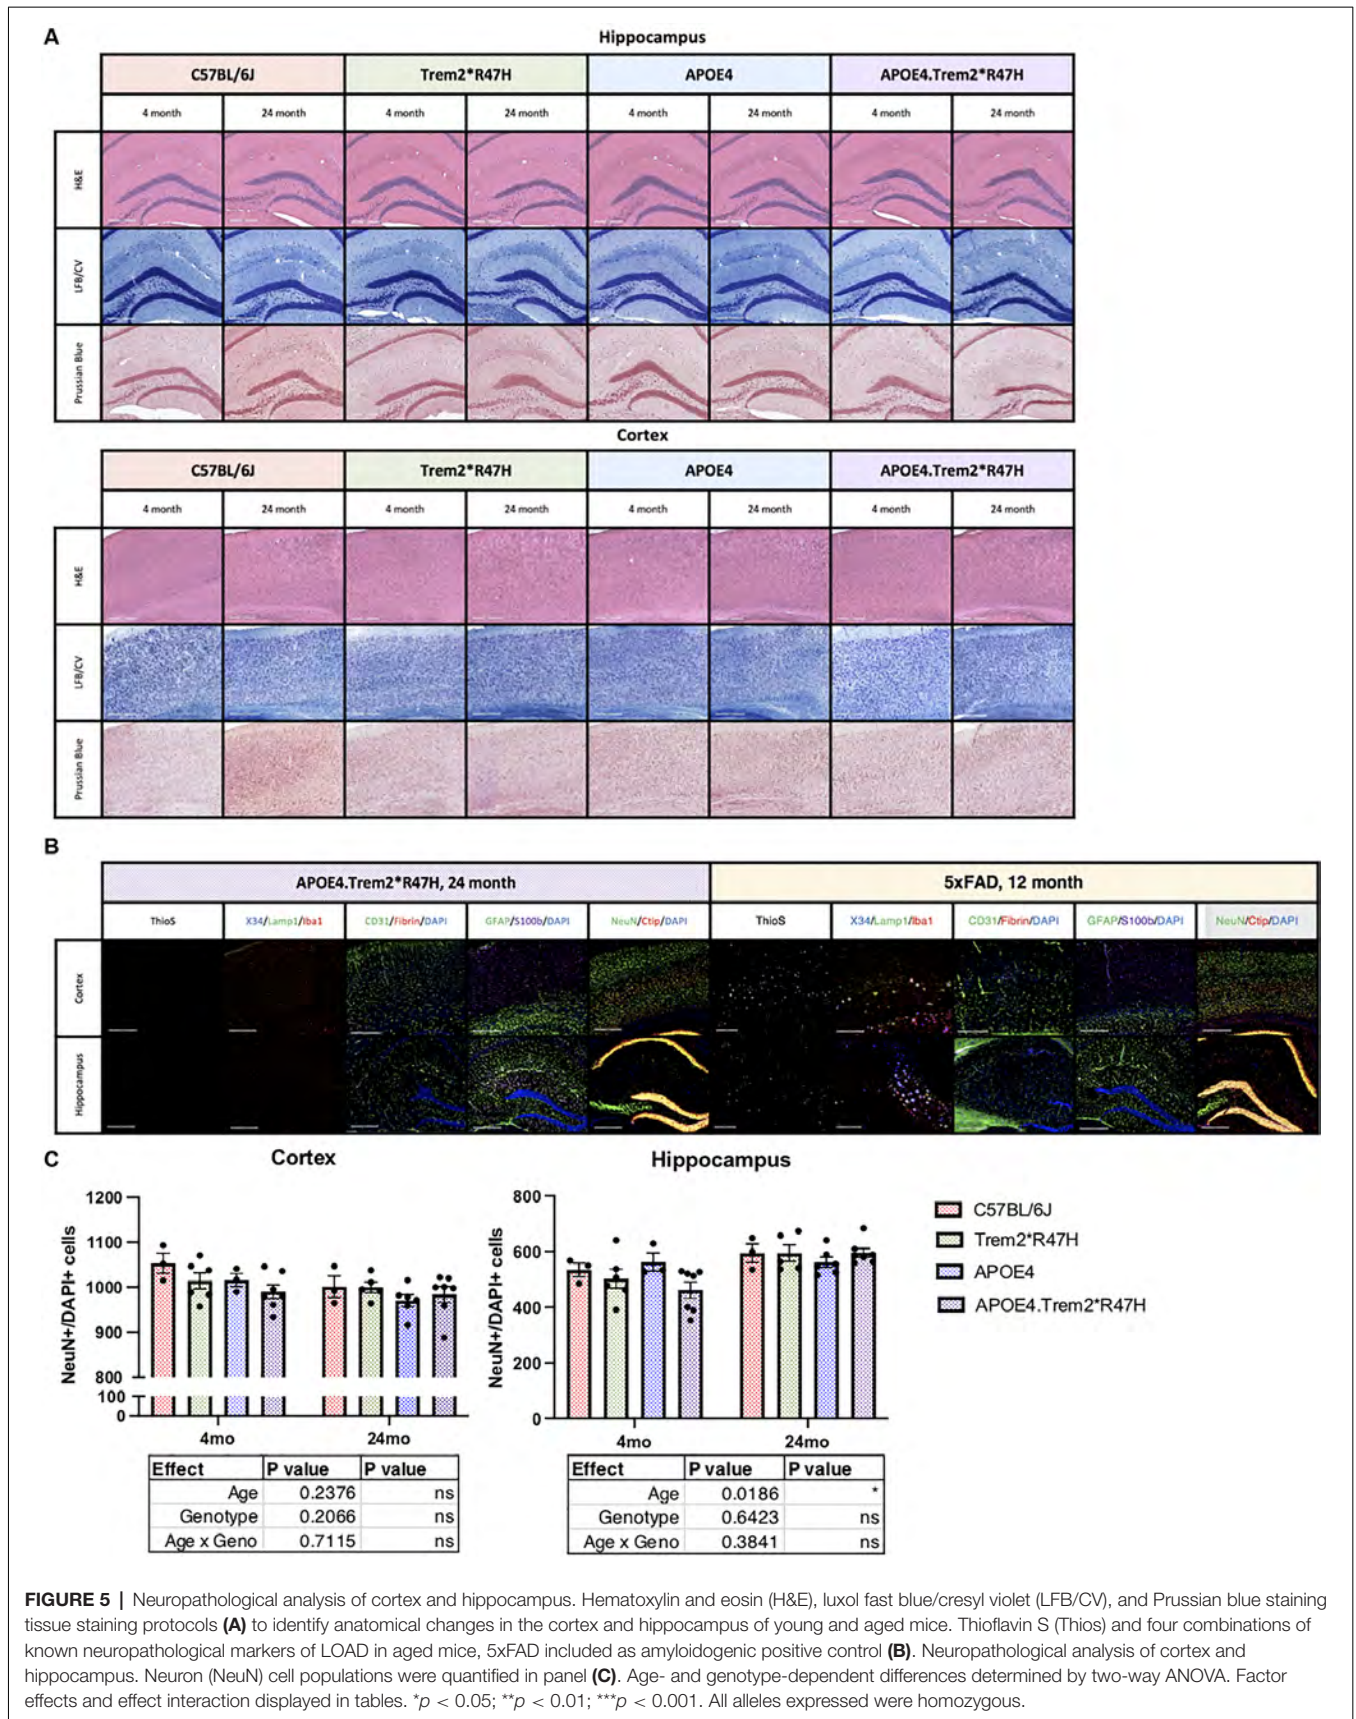 A
Hippocampus
C57BL/6J Trem2*R47H APOE4 APOE4.Trem2*R47H
4 month 24 month 4 month 24 month 4 month 24 month 4 month 24 month
H&E
LFB/CV
Prussian Blue
Cortex
C57BL/6J Trem2*R47H APOE4 APOE4.Trem2*R47H
4 month 24 month 4 month 24 month 4 month 24 month 4 month 24 month
H&E
LFB/CV
Prussian Blue
B
APOE4.Trem2*R47H, 24 month 5xFAD, 12 month
ThioS X34/Lamp1/Iba1 CD31/Fibrin/DAPI GFAP/S100b/DAPI NeuN/Ctip/DAPI ThioS X34/Lamp1/Iba1 CD31/Fibrin/DAPI GFAP/S100b/DAPI NeuN/Ctip/DAPI
Cortex
Hippocampus
C
Cortex
NeuN+/DAPI+ cells
1200
1100
1000
900
800
100
0
4mo 24mo
Effect P value P value
Age 0.2376 ns
Genotype 0.2066 ns
Age x Geno 0.7115 ns
Hippocampus
NeuN+/DAPI+ cells
800
600
400
200
0
4mo 24mo
Effect P value P value
Age 0.0186 *
Genotype 0.6423 ns
Age x Geno 0.3841 ns
C57BL/6J
Trem2*R47H
APOE4
APOE4.Trem2*R47H
FIGURE 5 | Neuropathological analysis of cortex and hippocampus. Hematoxylin and eosin (H&E), luxol fast blue/cresyl violet (LFB/CV), and Prussian blue staining
tissue staining protocols (A) to identify anatomical changes in the cortex and hippocampus of young and aged mice. Thioflavin S (Thios) and four combinations of
known neuropathological markers of LOAD in aged mice, 5xFAD included as amyloidogenic positive control (B). Neuropathological analysis of cortex and
hippocampus. Neuron (NeuN) cell populations were quantified in panel (C). Age- and genotype-dependent differences determined by two-way ANOVA. Factor
effects and effect interaction displayed in tables. *p < 0.05; **p < 0.01; ***p < 0.001. All alleles expressed were homozygous.